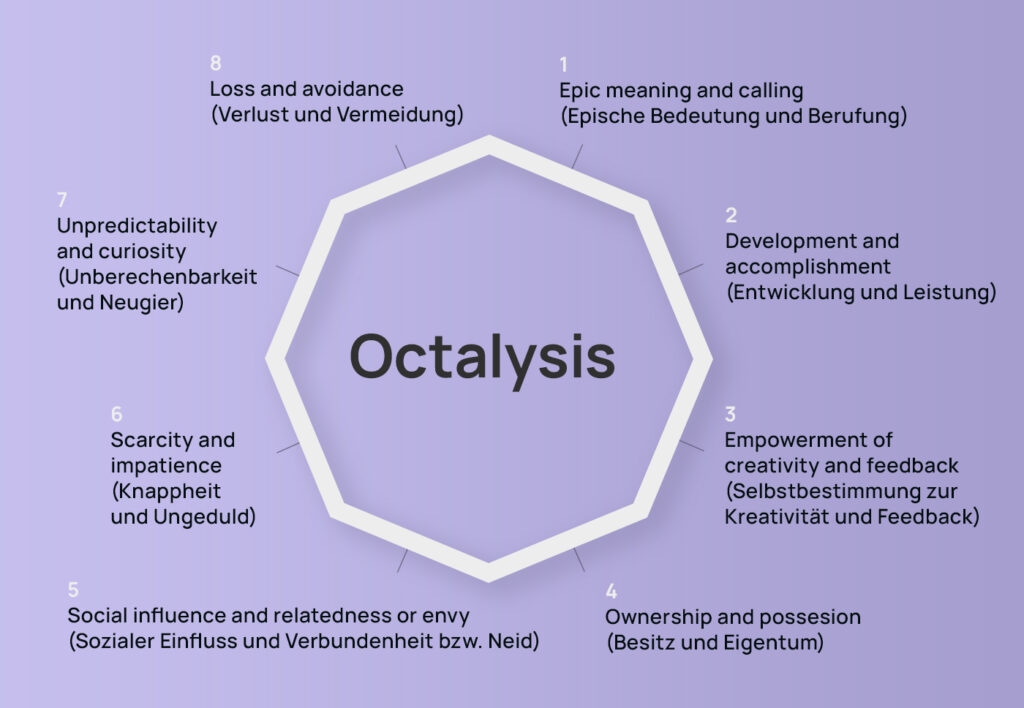 8
Loss and avoidance
(Verlust und Vermeidung)
1
Epic meaning and calling
(Epische Bedeutung und Berufung)
7
Unpredictability
and curiosity
(Unberechenbarkeit
und Neugier)
2
Development and
accomplishment
(Entwicklung und Leistung)
Octalysis
6
Scarcity and
impatience
(Knappheit
und Ungeduld)
3
Empowerment of
creativity and feedback
(Selbstbestimmung zur
Kreativität und Feedback)
5
Social influence and relatedness or envy
(Sozialer Einfluss und Verbundenheit bzw. Neid)
4
Ownership and possesion
(Besitz und Eigentum)